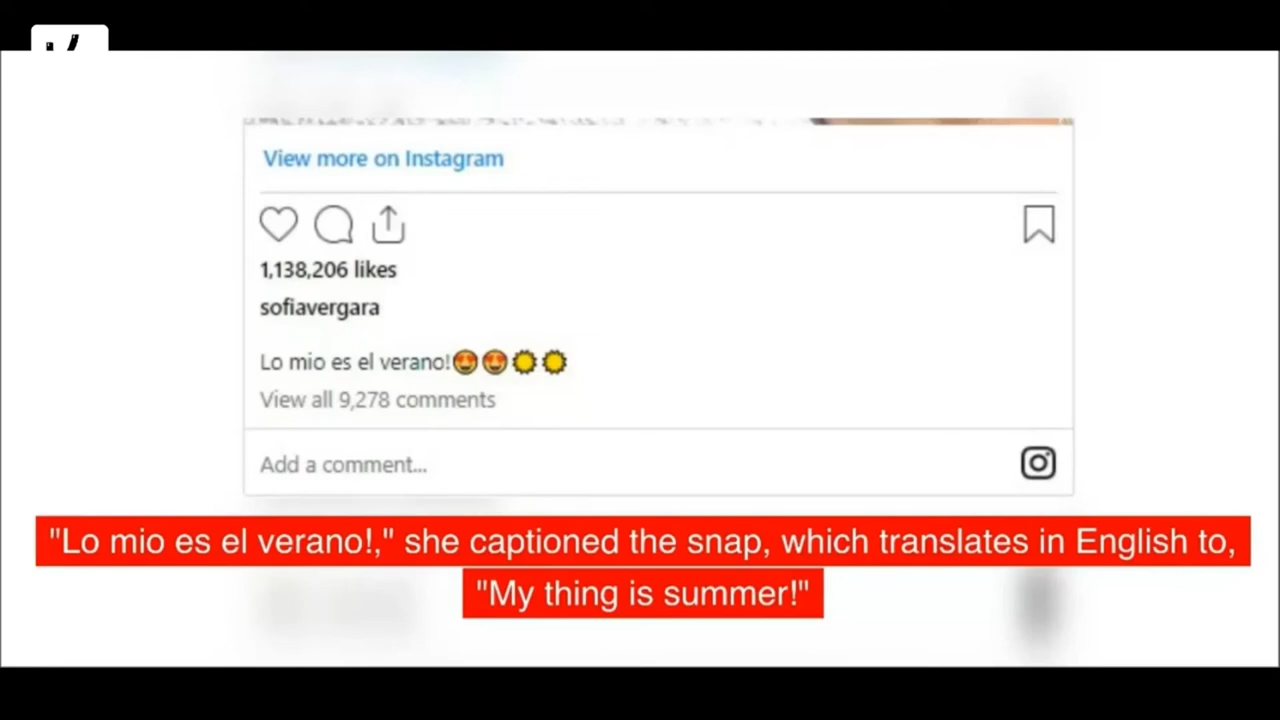 View more on Instagram
1,138,206 likes
sofiavergara
Lo mio es el verano!😍😍☀️☀️
View all 9,278 comments
Add a comment...
"Lo mio es el verano!," she captioned the snap, which translates in English to,
"My thing is summer!"